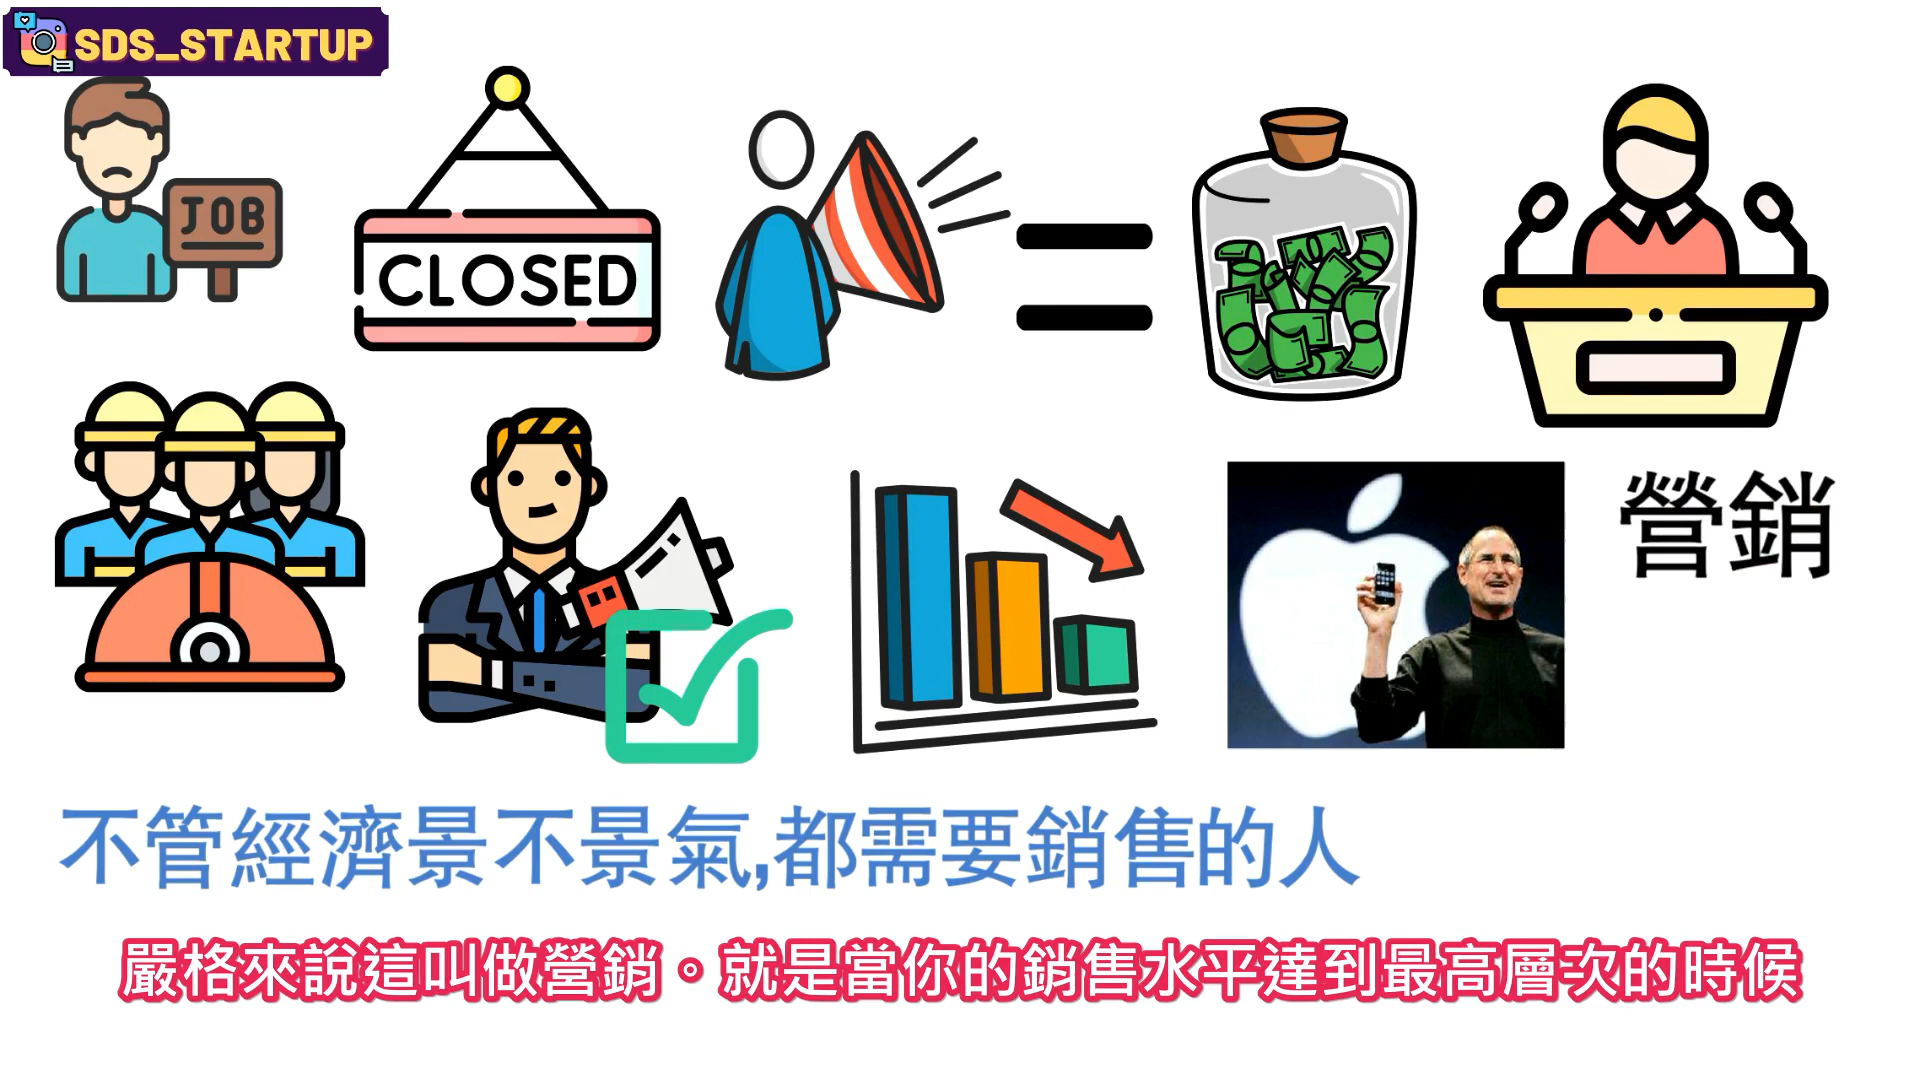 SDS_STARTUP
JOB
CLOSED
營銷
不管經濟景不景氣,都需要銷售的人
嚴格來說這叫做營銷。就是當你的銷售水平達到最高層次的時候